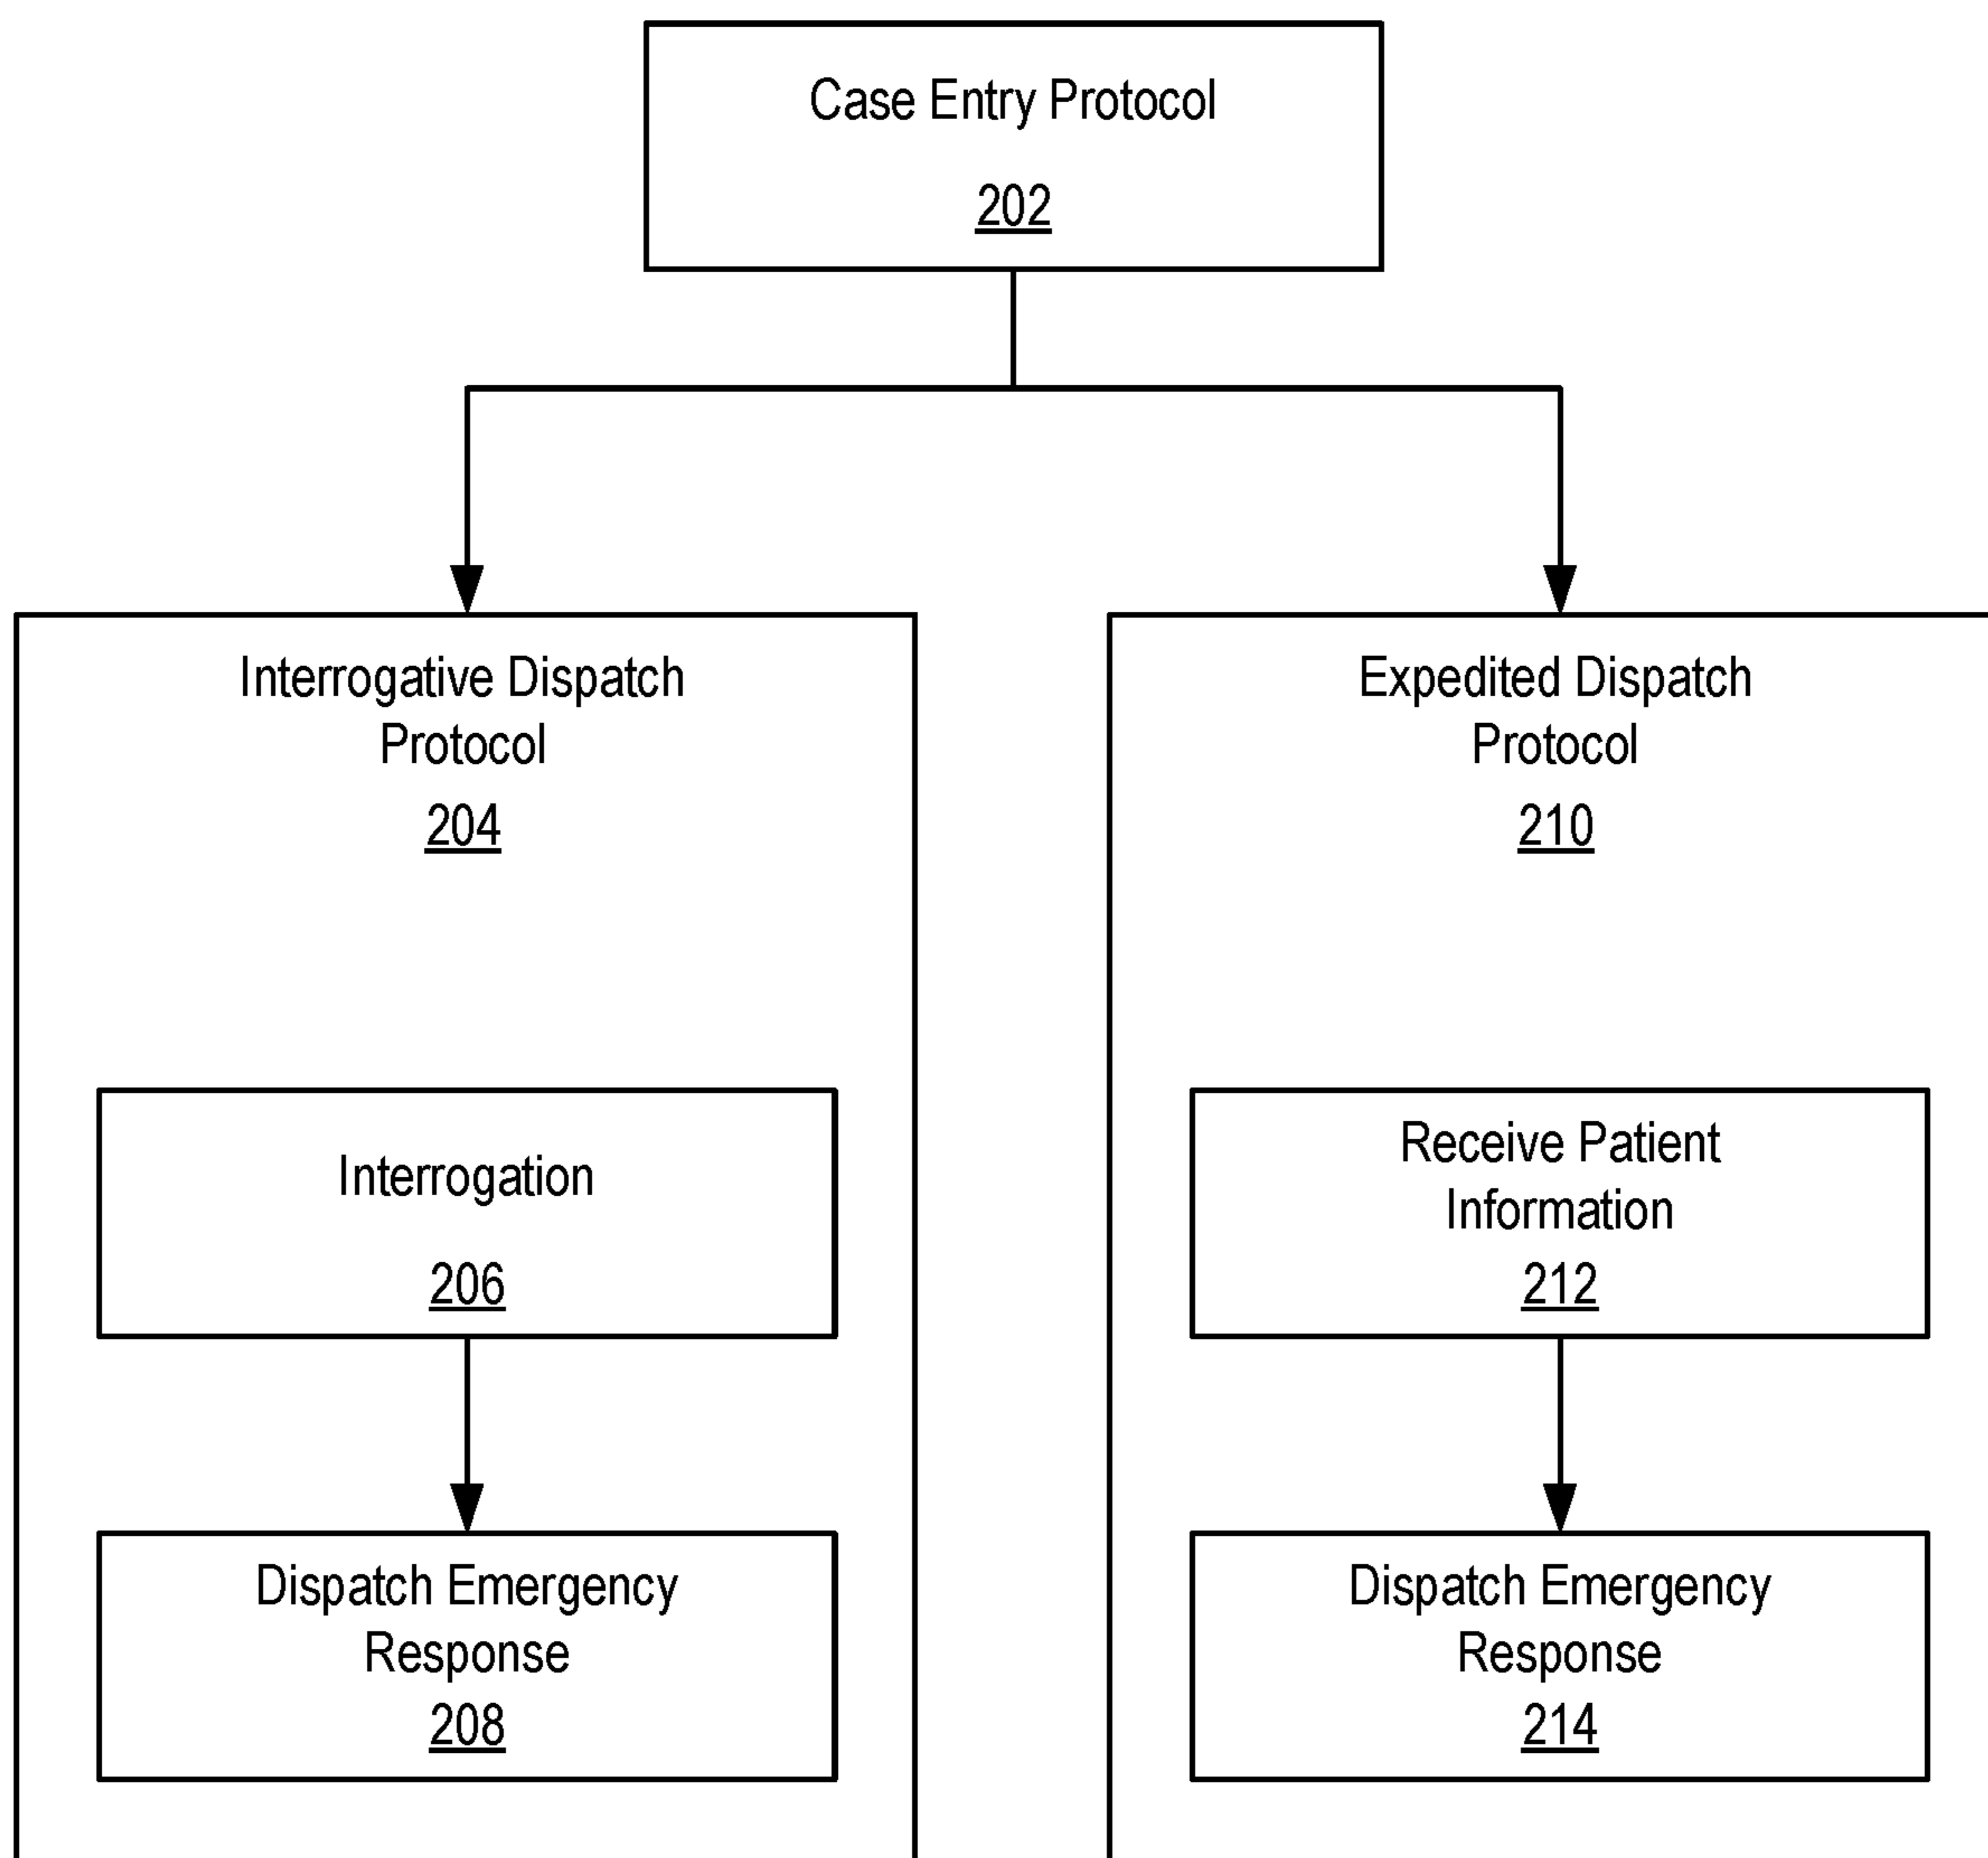 Case Entry Protocol
202
Interrogative Dispatch
Protocol
204
Interrogation
206
Dispatch Emergency
Response
208
Expedited Dispatch
Protocol
210
Receive Patient
Information
212
Dispatch Emergency
Response
214